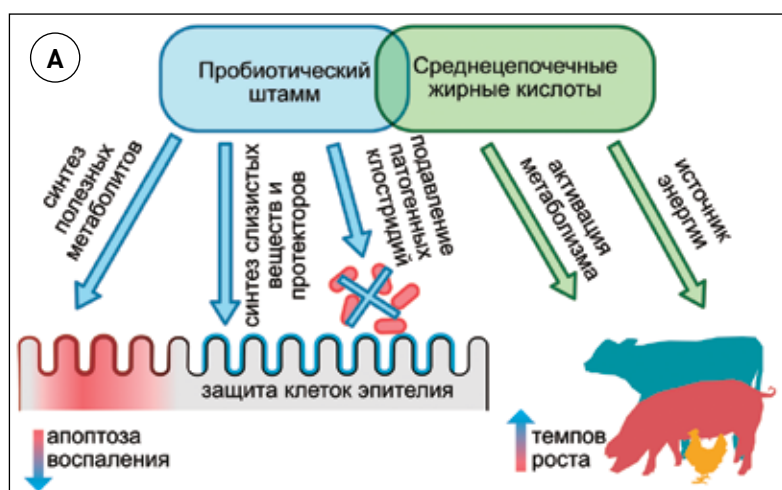 А
Пробиотический
штамм
Среднецепочечные
жирные кислоты
синтез
полезных
метаболитов
синтез слизистых
веществ и
протекторов
подавление
патогенных
клостридий
активация
метаболизма
источник
энергии
защита клеток эпителия
апоптоза
воспаления
темпов
роста